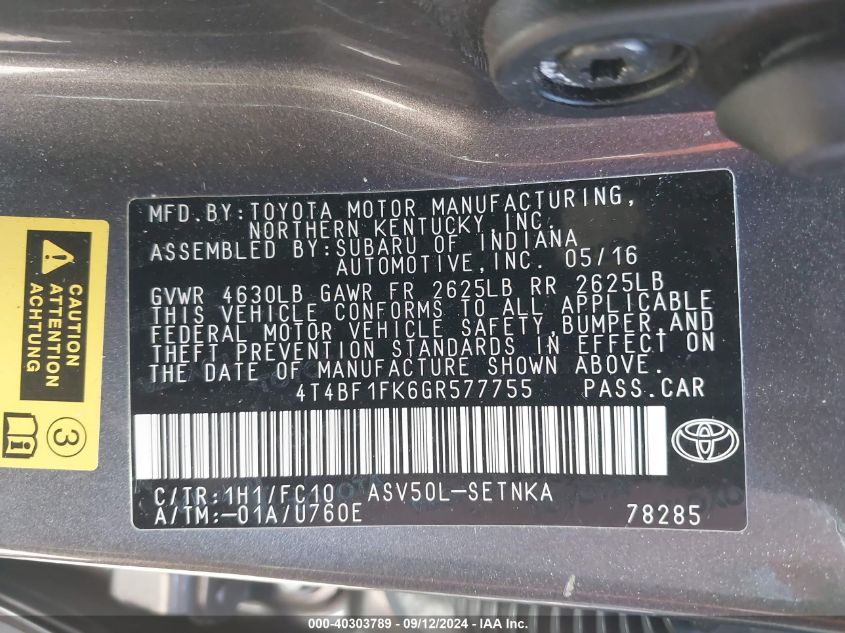 MFD.BY:TOYOTA MOTOR MANUFACTURING,
NORTHERN KENTUCKY,INC.
ASSEMBLED BY:SUBARU OF INDIANA
AUTOMOTIVE,INC. 05/16
GVWR 4630LB GAWR FR 2625LB RR 2625LB
THIS VEHICLE CONFORMS TO ALL APPLICABLE
FEDERAL MOTOR VEHICLE SAFETY,BUMPER,AND
THEFT PREVENTION STANDARDS IN EFFECT
ON THE DATE OF MANUFACTURE SHOWN ABOVE.
4T4BF1FK6GR577755 PASS.CAR
C/TR:1H1/FC10 ASV50L-SETNKA
A/TM:-01A/U760E 78285
CAUTION
ATTENTION
ACHTUNG
3
000-40303789 - 09/12/2024 - IAAI Inc.